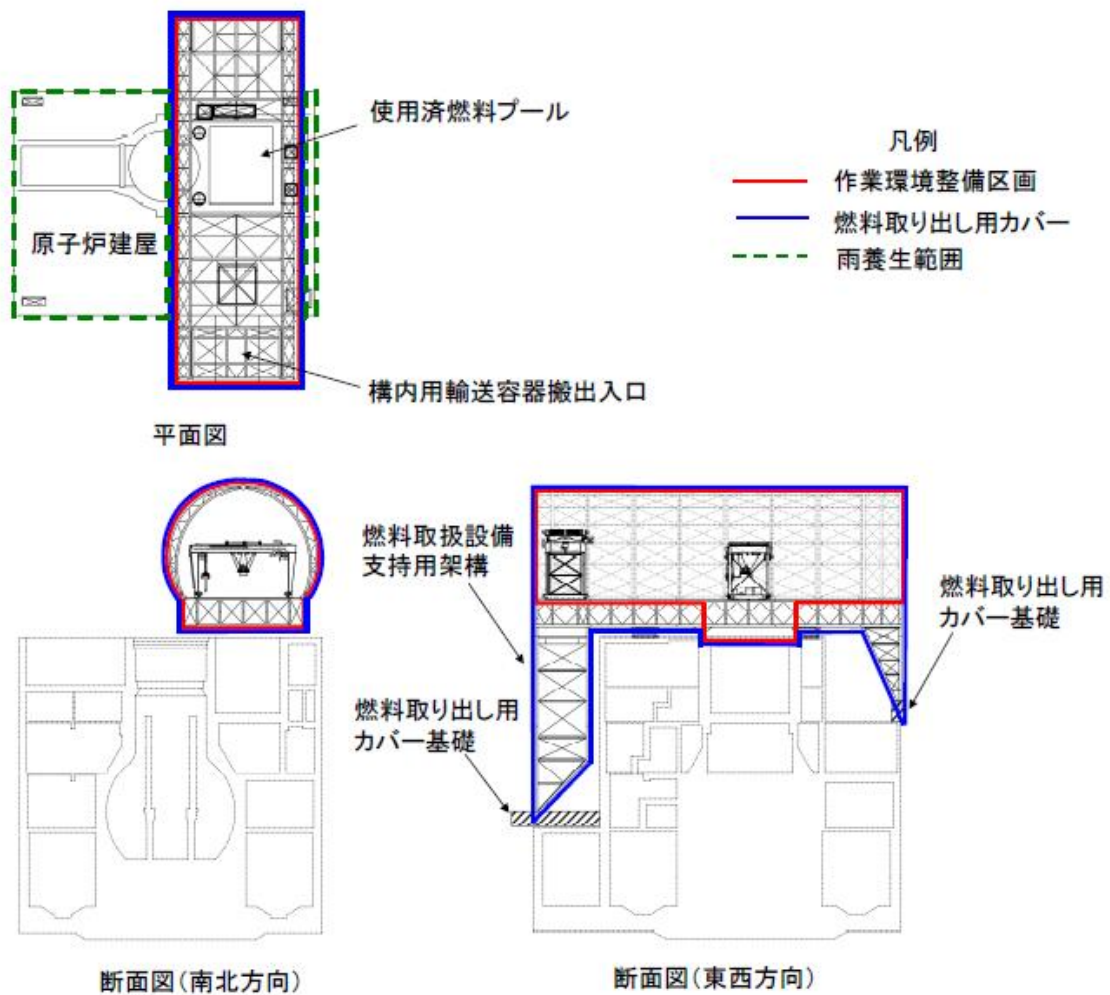 使用済燃料プール
凡例
作業環境整備区画
燃料取り出し用カバー
雨養生範囲
原子炉建屋
構内用輸送容器搬出入口
平面図
燃料取扱設備
支持用架構
燃料取り出し用
カバー基礎
燃料取り出し用
カバー基礎
断面図(南北方向)
断面図(東西方向)